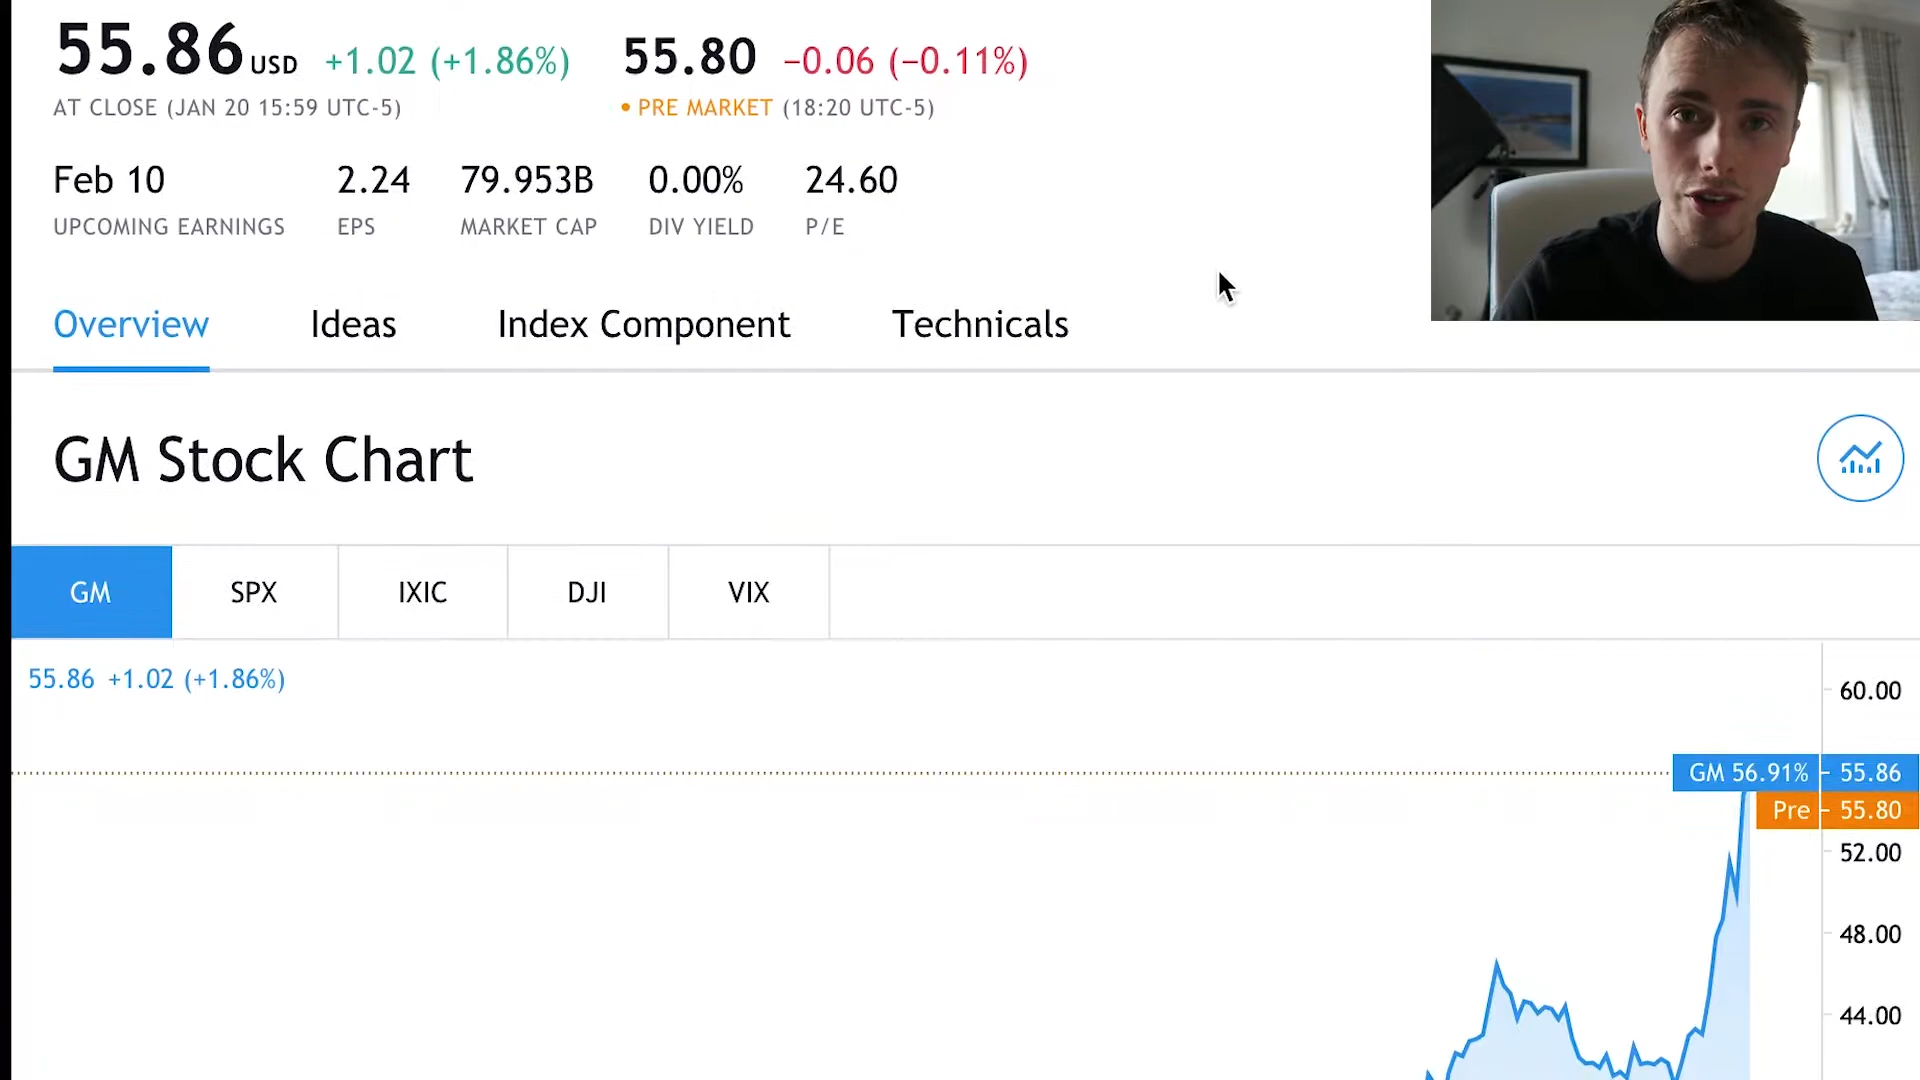 55.86 USD +1.02 (+1.86%) 55.80 −0.06 (−0.11%)
AT CLOSE (JAN 20 15:59 UTC-5) • PRE MARKET (18:20 UTC-5)
Feb 10 2.24 79.953B 0.00% 24.60
UPCOMING EARNINGS EPS MARKET CAP DIV YIELD P/E
Overview Ideas Index Component Technicals
GM Stock Chart
GM SPX IXIC DJI VIX
55.86 +1.02 (+1.86%)
60.00
GM 56.91% 55.86
Pre 55.80
52.00
48.00
44.00